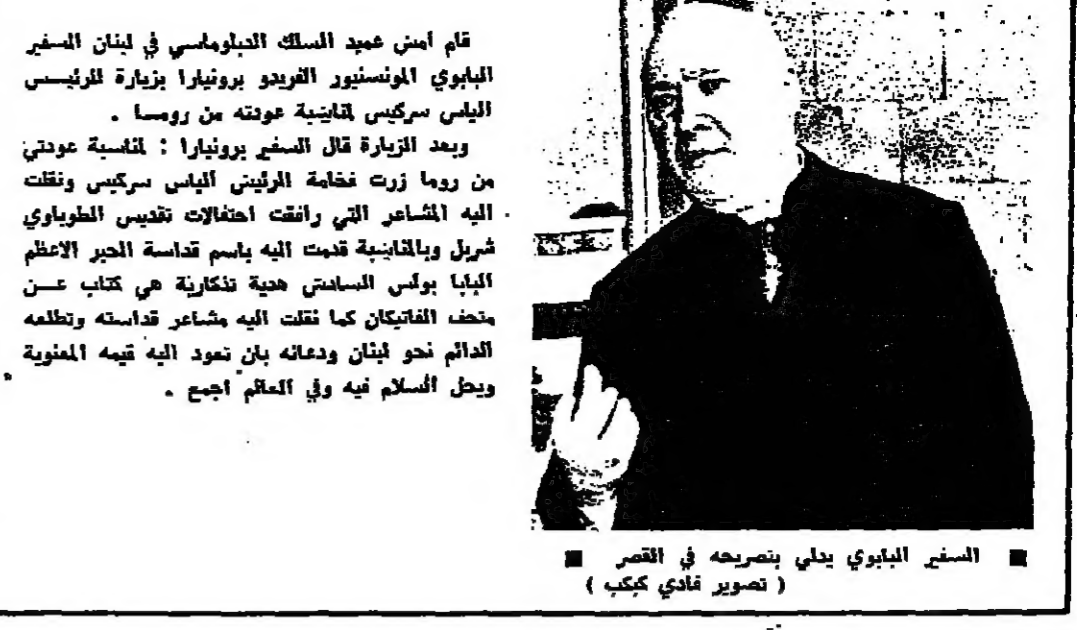 قام أمس عميد السلك الدبلوماسي في لبنان السفير
البابوي المونسنيور الفريدو برونيارا بزيارة للرئيس
الياس سركيس لمناسبة عودته من روما .
وبعد الزيارة قال السفير برونيارا : لمناسبة عودتي
من روما زرت فخامة الرئيس الياس سركيس ونقلت
اليه المشاعر التي رافقت احتفالات تقديس الطوباوي
شربل وبالمناسبة قدمت اليه باسم قداسة الحبر الاعظم
البابا بولس السادس هدية تذكارية هي كتاب عن
متحف الفاتيكان كما نقلت اليه مشاعر قداسته وتطلعه
الدائم نحو لبنان ودعائه بان تعود اليه قيمه المعنوية
ويحل السلام فيه وفي العالم اجمع .
■ السفير البابوي يدلي بتصريحه في القصر ■
( تصوير فادي كبكب )